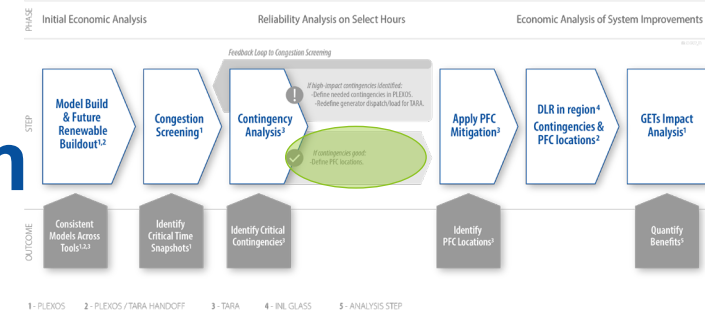 PHASE
Initial Economic Analysis
Reliability Analysis on Select Hours
Economic Analysis of System Improvements
Feedback Loop to Congestion Screening
STEP
Model Build
& Future
Renewable
Buildout1,2
Congestion
Screening1
Contingency
Analysis3
!
If high-impact contingencies identified:
-Define needed contingencies in PLEXOS.
-Redefine generator dispatch/load for TARA.
If contingencies good:
-Define PFC locations.
Apply PFC
Mitigation3
DLR in region4
Contingencies &
PFC locations2
GETs Impact
Analysis1
n
OUTCOME
Consistent
Models Across
Tools1,2,3
Identify
Critical Time
Snapshots1
Identify Critical
Contingencies3
Identify
PFC Locations3
Quantify
Benefits5
1 - PLEXOS 2 - PLEXOS / TARA HANDOFF 3 - TARA 4 - INL GLASS 5 - ANALYSIS STEP